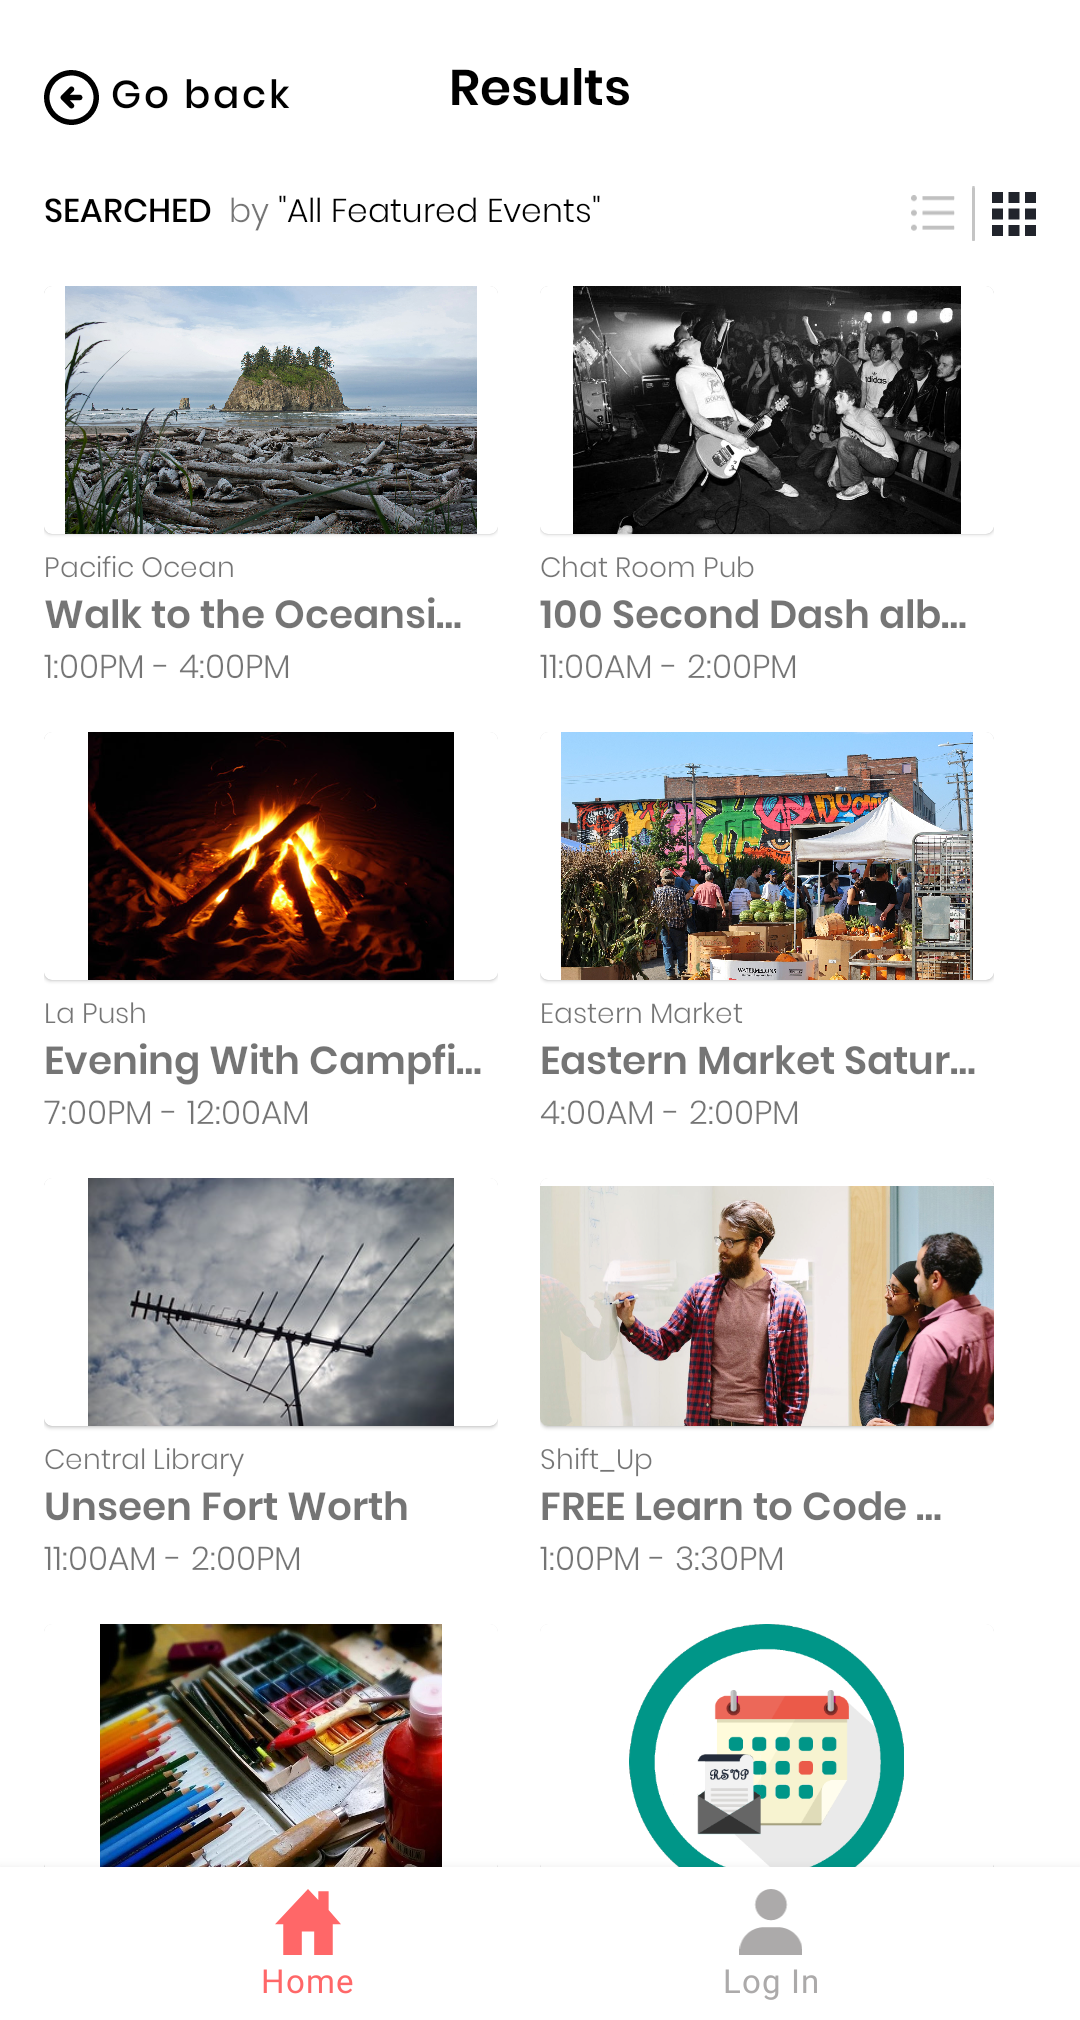 Go back
Results
SEARCHED by "All Featured Events"
adidas
Pacific Ocean
Chat Room Pub
Walk to the Oceansi...
100 Second Dash alb...
1:00PM - 4:00PM
11:00AM - 2:00PM
WATERMELONS
La Push
Eastern Market
Evening With Campfi...
Eastern Market Satur...
7:00PM - 12:00AM
4:00AM - 2:00PM
Central Library
Shift_Up
Unseen Fort Worth
FREE Learn to Code ...
11:00AM - 2:00PM
1:00PM - 3:30PM
RSVP
Home
Log In